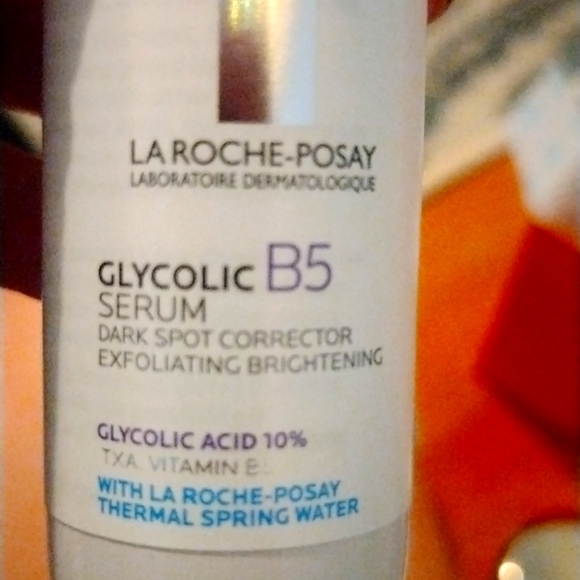 LA ROCHE-POSAY
LABORATOIRE DERMATOLOGIQUE
GLYCOLIC B5
SERUM
DARK SPOT CORRECTOR
EXFOLIATING BRIGHTENING
GLYCOLIC ACID 10%
TXA, VITAMIN
WITH LA ROCHE-POSAY
THERMAL SPRING WATER